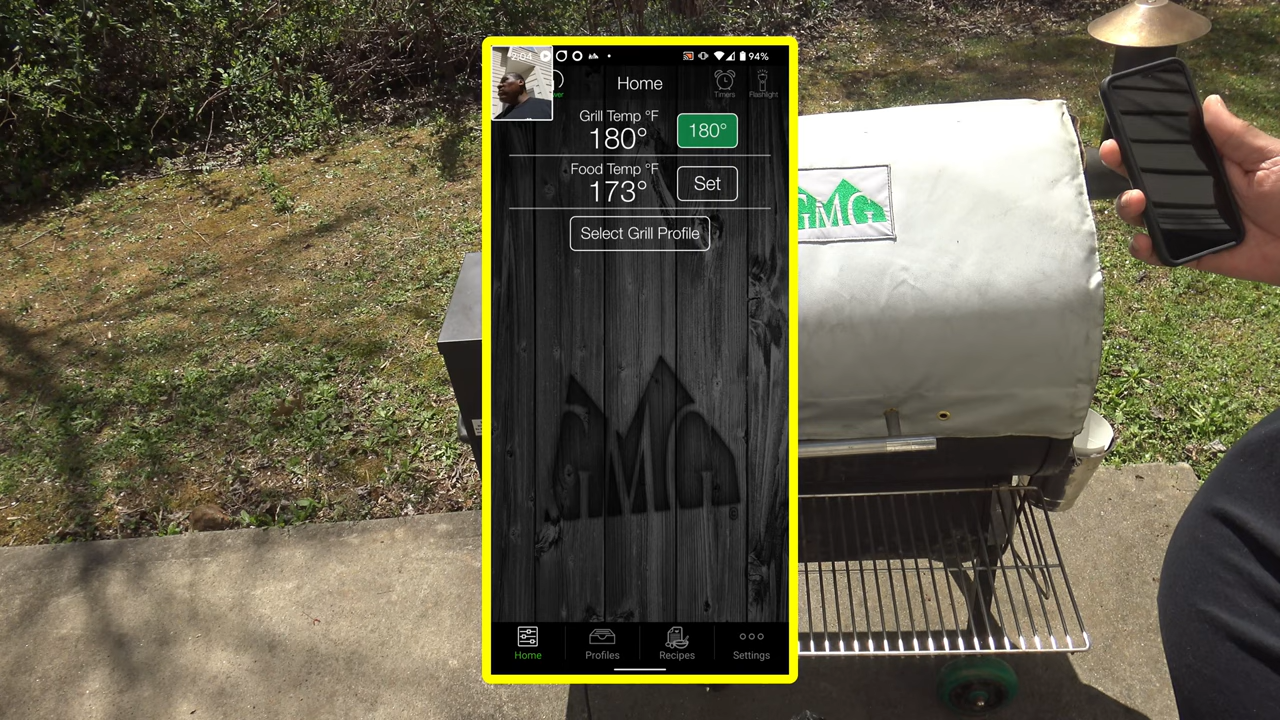 94%
Home
Timers
Flashlight
Grill Temp °F
180°
180°
Food Temp °F
173°
Set
Select Grill Profile
GMG
GMG
®
Home
Profiles
Recipes
Settings